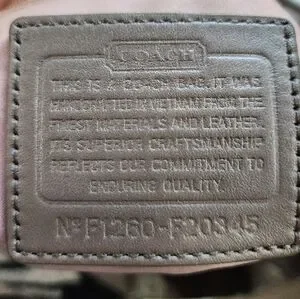 COACH
THIS IS A COACH BAG. IT WAS
HANDCRAFTED IN VIETNAM FROM THE
FINEST MATERIALS AND LEATHER.
ITS SUPERIOR CRAFTSMANSHIP
REFLECTS OUR COMMITMENT TO
ENDURING QUALITY.
Nº F1260-F20345